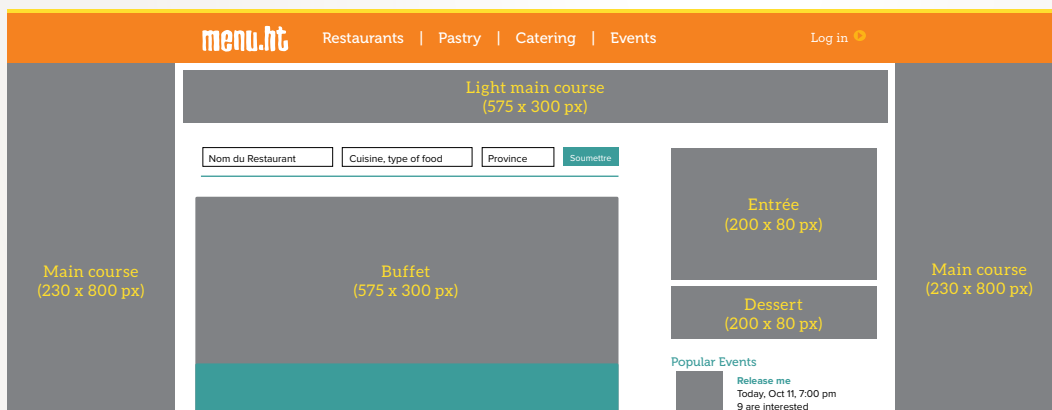 menu.ht Restaurants | Pastry | Catering | Events Log in
Light main course
(575 x 300 px)
Nom du Restaurant Cuisine, type of food Province Soumettre
Main course
(230 x 800 px)
Buffet
(575 x 300 px)
Entrée
(200 x 80 px)
Dessert
(200 x 80 px)
Main course
(230 x 800 px)
Popular Events
Release me
Today, Oct 11, 7:00 pm
9 are interested